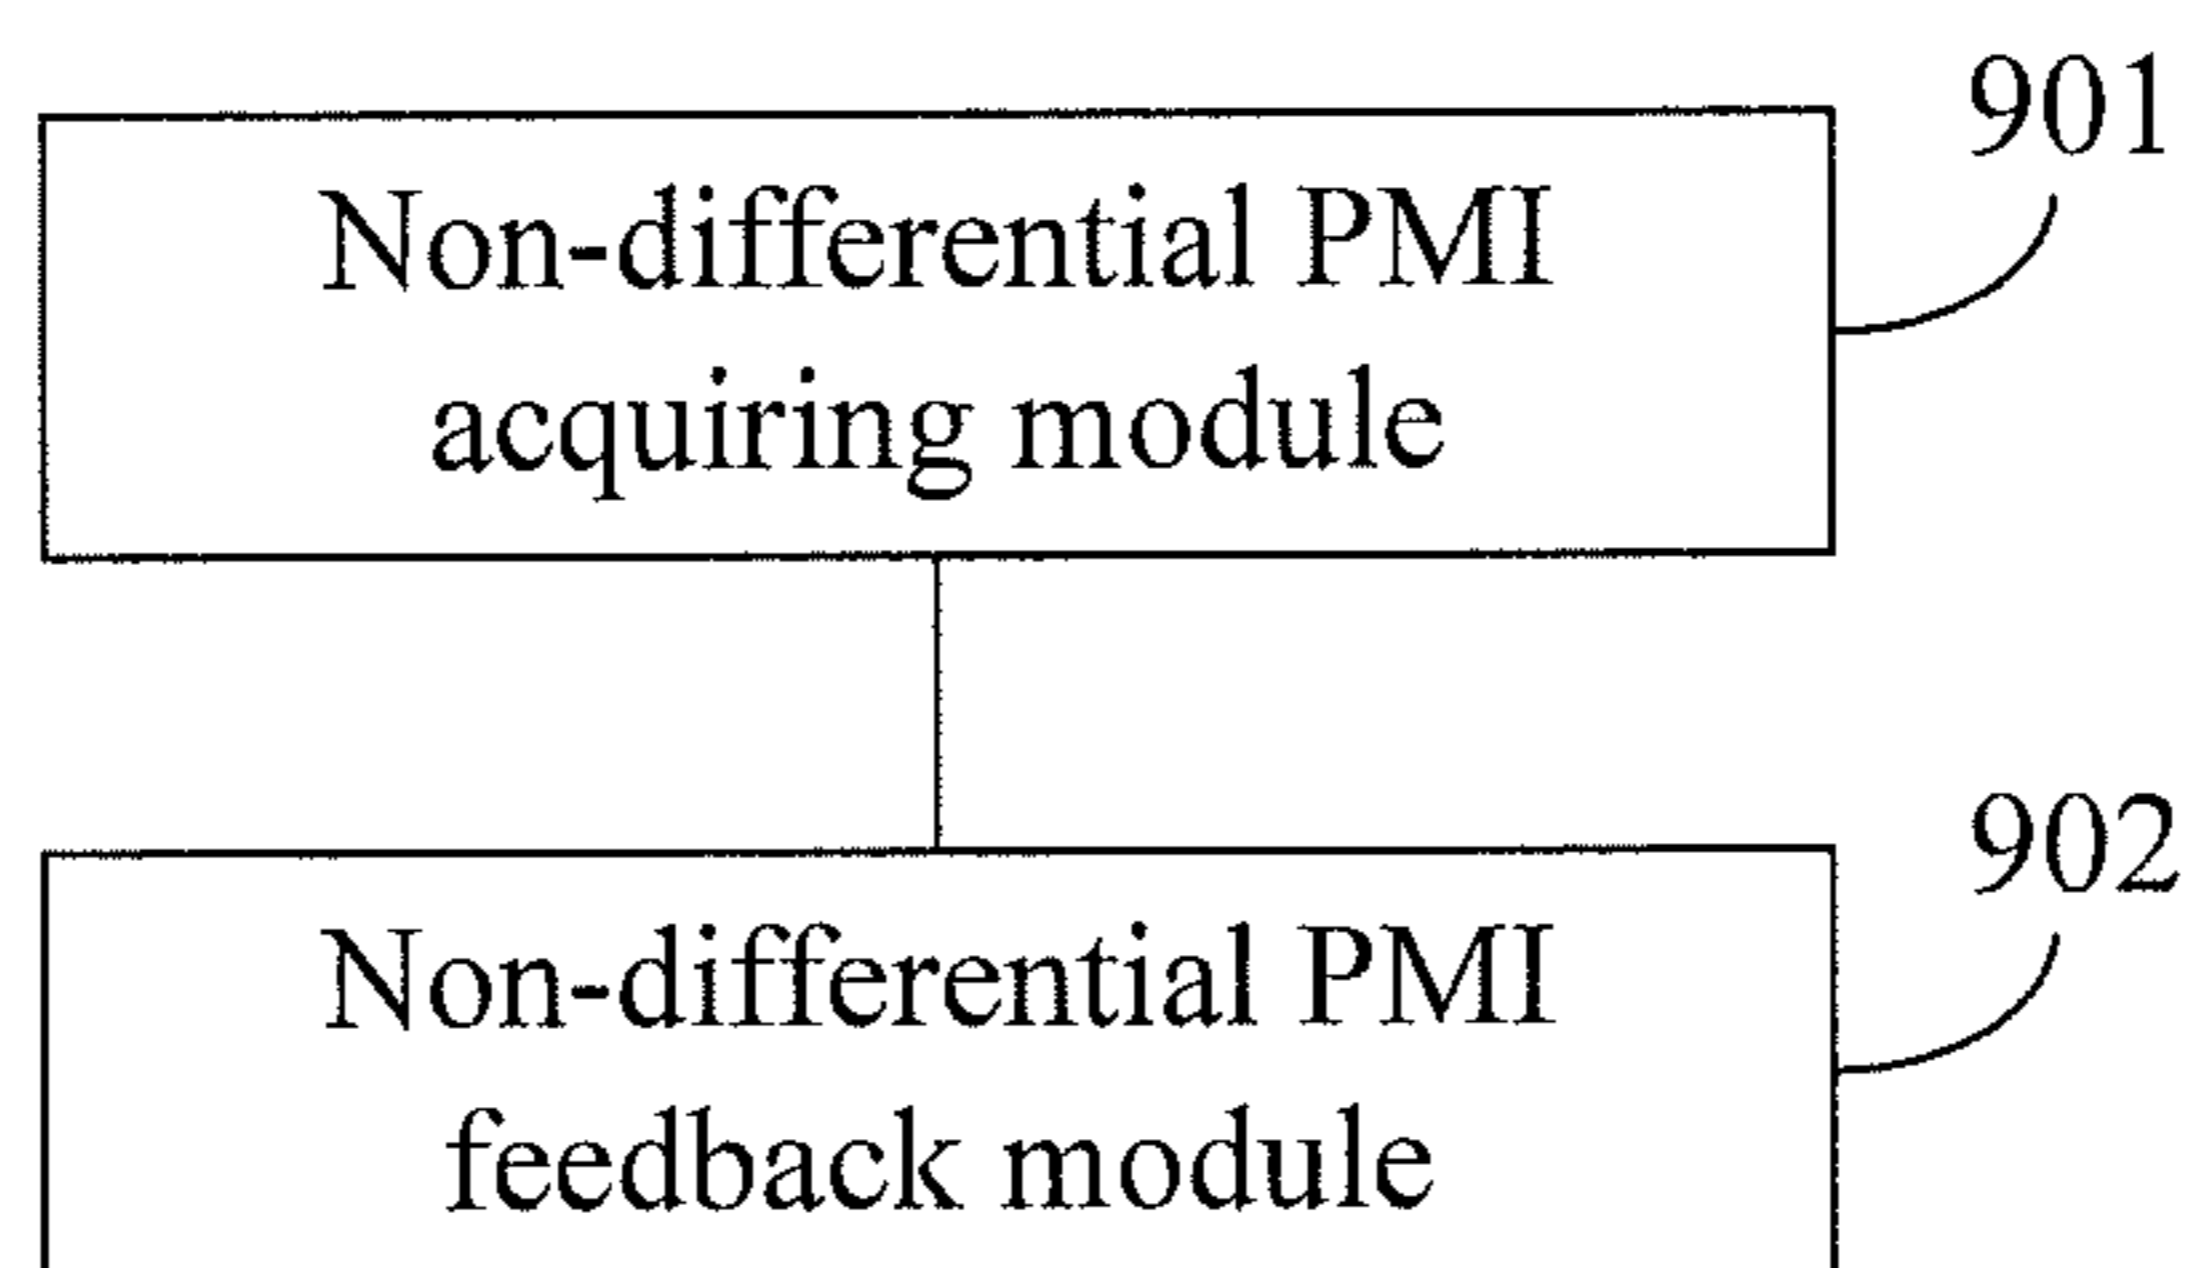 901
Non-differential PMI
acquiring module
902
Non-differential PMI
feedback module